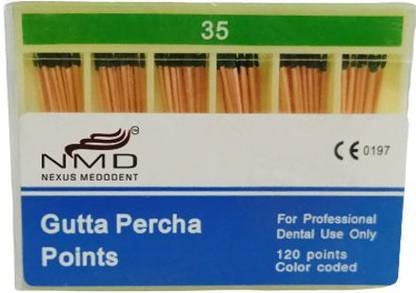 35
NMD
NEXUS MEDODENT
CE 0197
Gutta Percha
Points
For Professional
Dental Use Only
120 points
Color coded